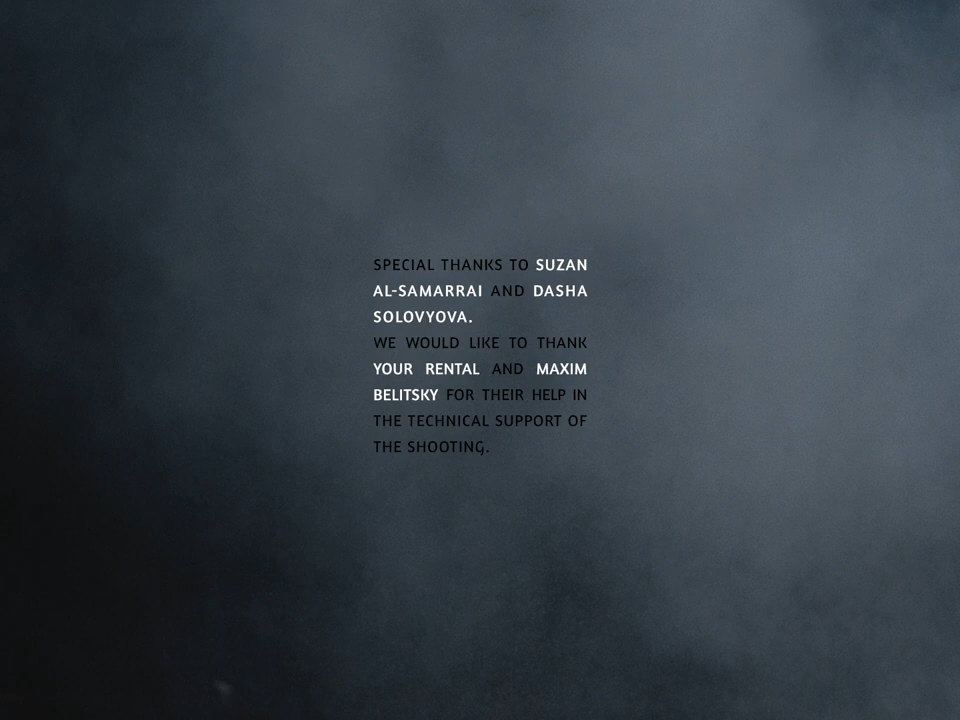 SPECIAL THANKS TO SUZAN
AL-SAMARRAI AND DASHA
SOLOVYOVA.
WE WOULD LIKE TO THANK
YOUR RENTAL AND MAXIM
BELITSKY FOR THEIR HELP IN
THE TECHNICAL SUPPORT OF
THE SHOOTING.